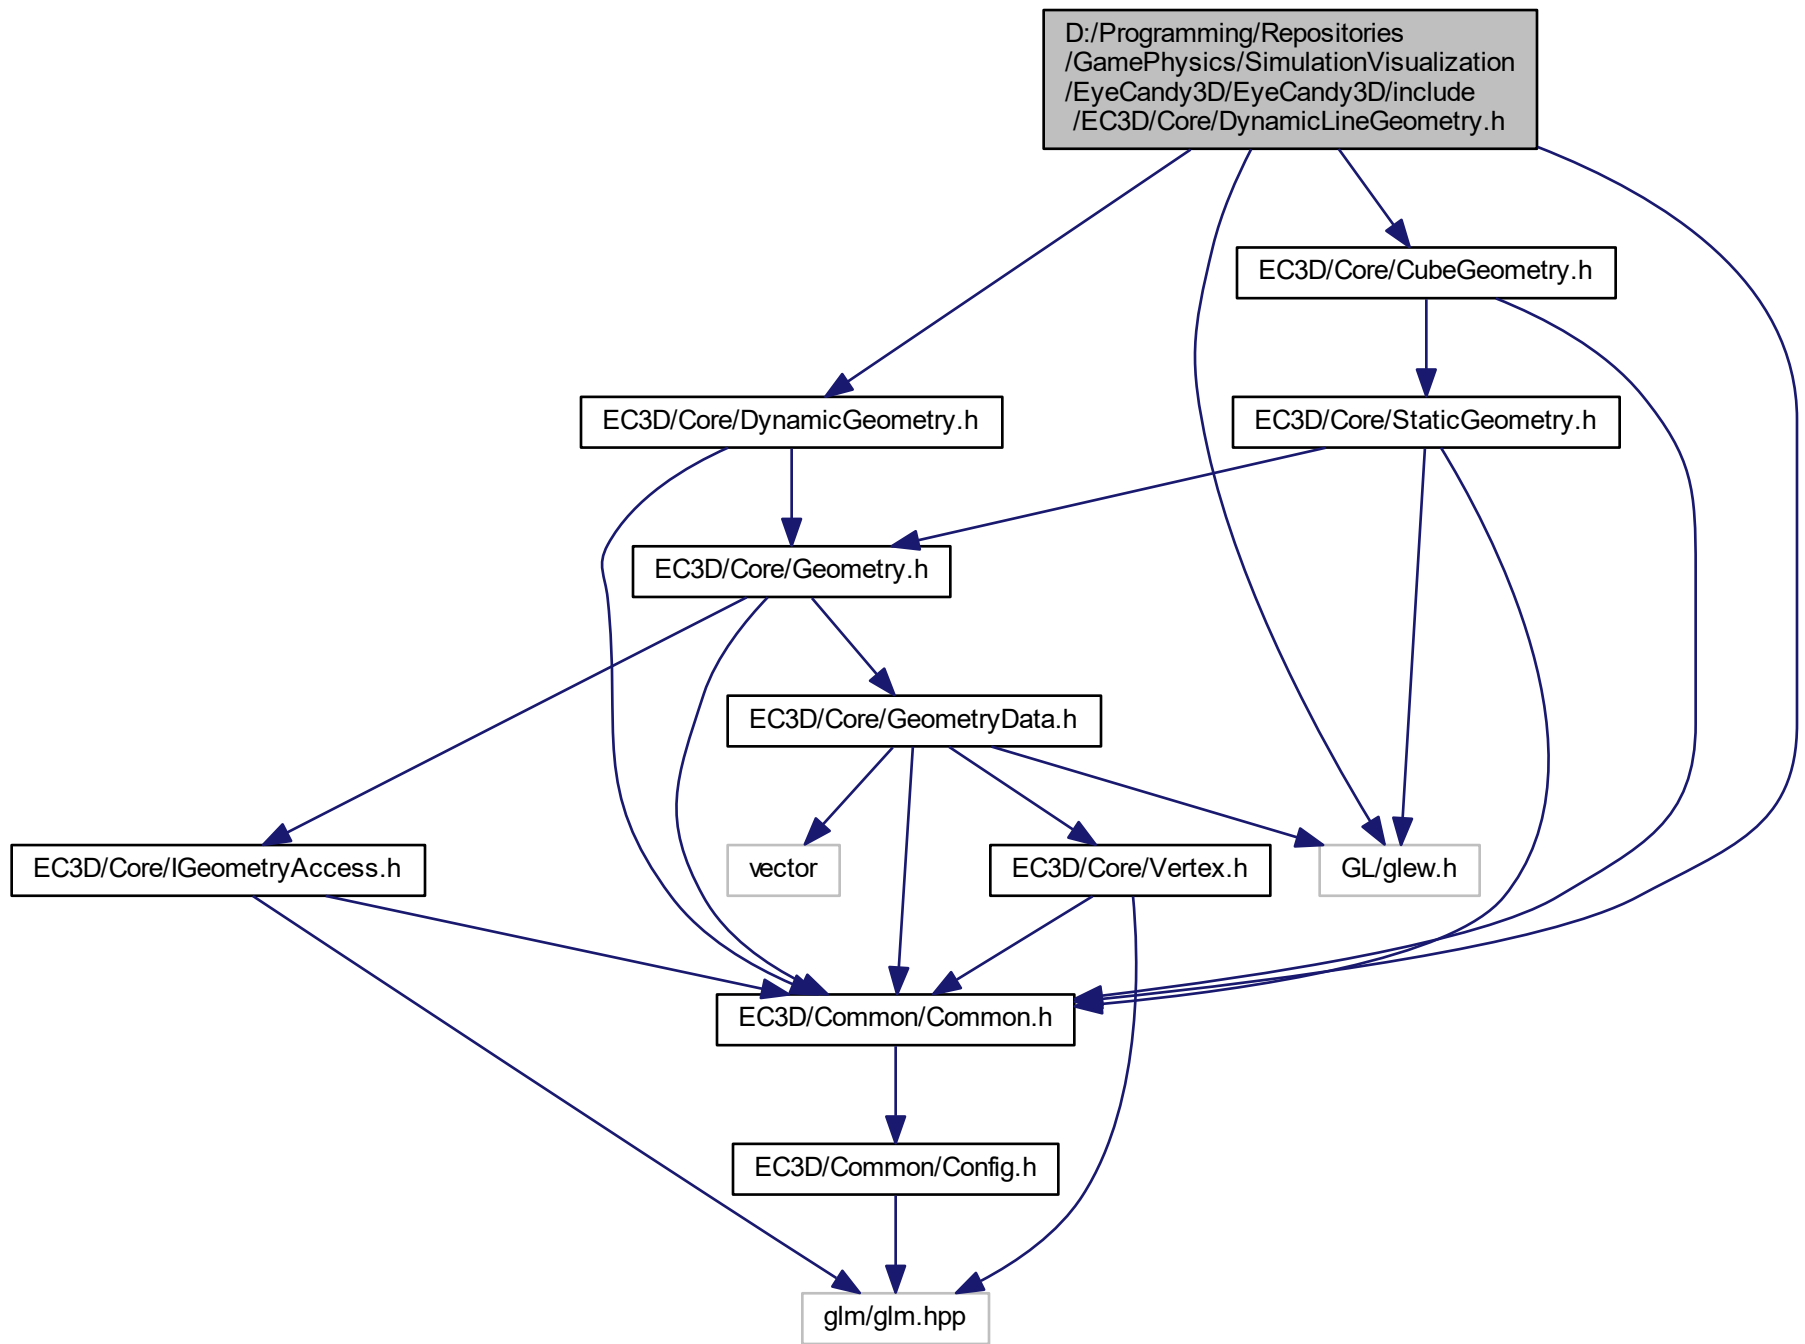 D:/Programming/Repositories
/GamePhysics/SimulationVisualization
/EyeCandy3D/EyeCandy3D/include
/EC3D/Core/DynamicLineGeometry.h
EC3D/Core/CubeGeometry.h
EC3D/Core/DynamicGeometry.h
EC3D/Core/StaticGeometry.h
EC3D/Core/Geometry.h
EC3D/Core/GeometryData.h
EC3D/Core/IGeometryAccess.h
vector
EC3D/Core/Vertex.h
GL/glew.h
EC3D/Common/Common.h
EC3D/Common/Config.h
glm/glm.hpp